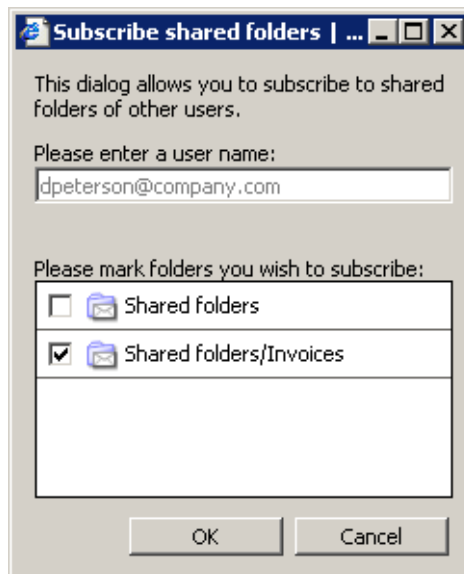 Subscribe shared folders | ...
This dialog allows you to subscribe to shared
folders of other users.
Please enter a user name:
dpeterson@company.com
Please mark folders you wish to subscribe:
Shared folders
Shared folders/Invoices
OK Cancel